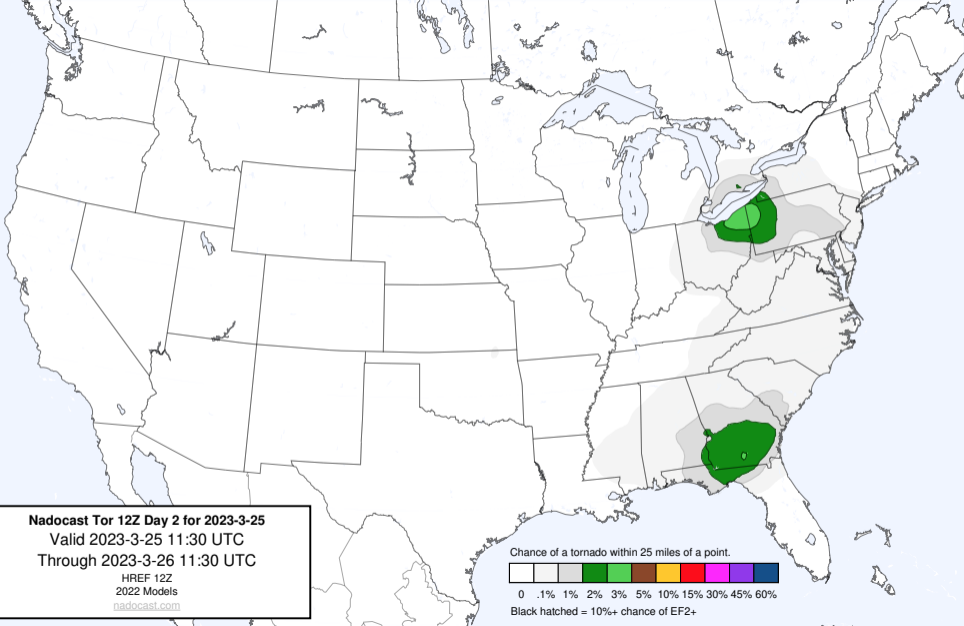 Nadocast Tor 12Z Day 2 for 2023-3-25
Valid 2023-3-25 11:30 UTC
Through 2023-3-26 11:30 UTC
HREF 12Z
2022 Models
nadocast.com
Chance of a tornado within 25 miles of a point.
0 .1% 1% 2% 3% 5% 10% 15% 30% 45% 60%
Black hatched = 10%+ chance of EF2+